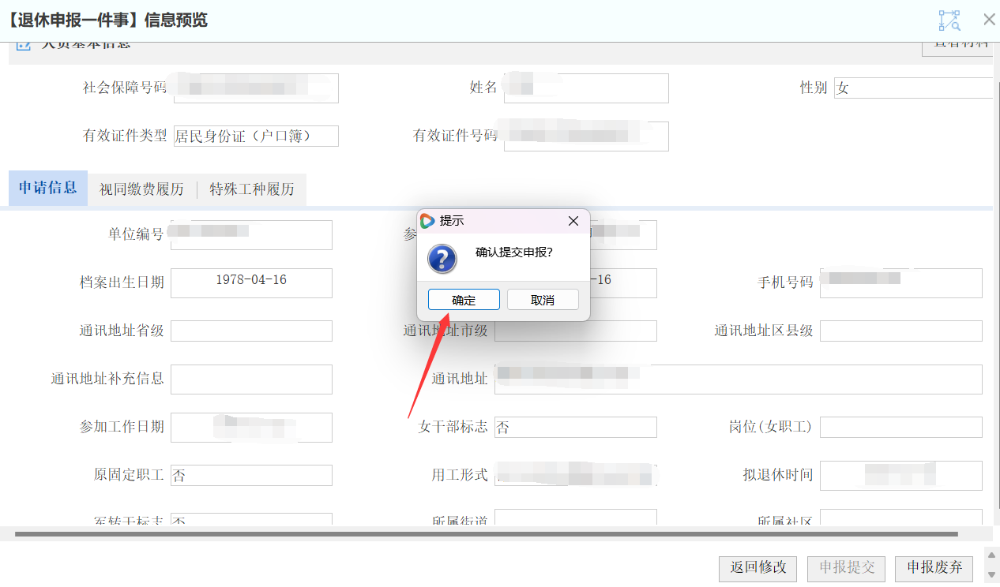 【退休申报一件事】信息预览
人员基本信息 查看材料
社会保障号码 姓名 性别 女
有效证件类型 居民身份证（户口簿） 有效证件号码
申请信息 视同缴费履历 特殊工种履历
提示
确认提交申报?
确定 取消
单位编号 参
档案出生日期 1978-04-16 -16 手机号码
通讯地址省级 通讯地址市级 通讯地址区县级
通讯地址补充信息 通讯地址
参加工作日期 女干部标志 否 岗位(女职工)
原固定职工 否 用工形式 拟退休时间
军转干标志 否 所属街道 所属社区
返回修改 申报提交 申报废弃